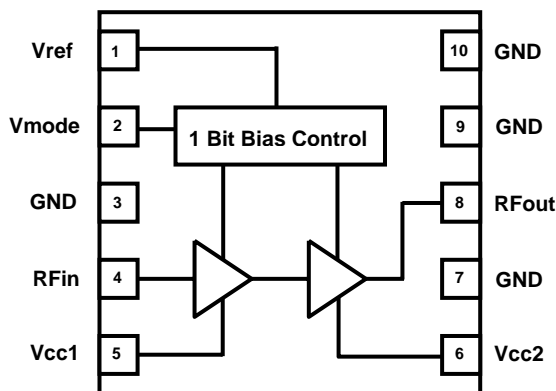 Vref 1 10 GND
Vmode 2 1 Bit Bias Control 9 GND
GND 3 8 RFout
RFin 4 7 GND
Vcc1 5 6 Vcc2